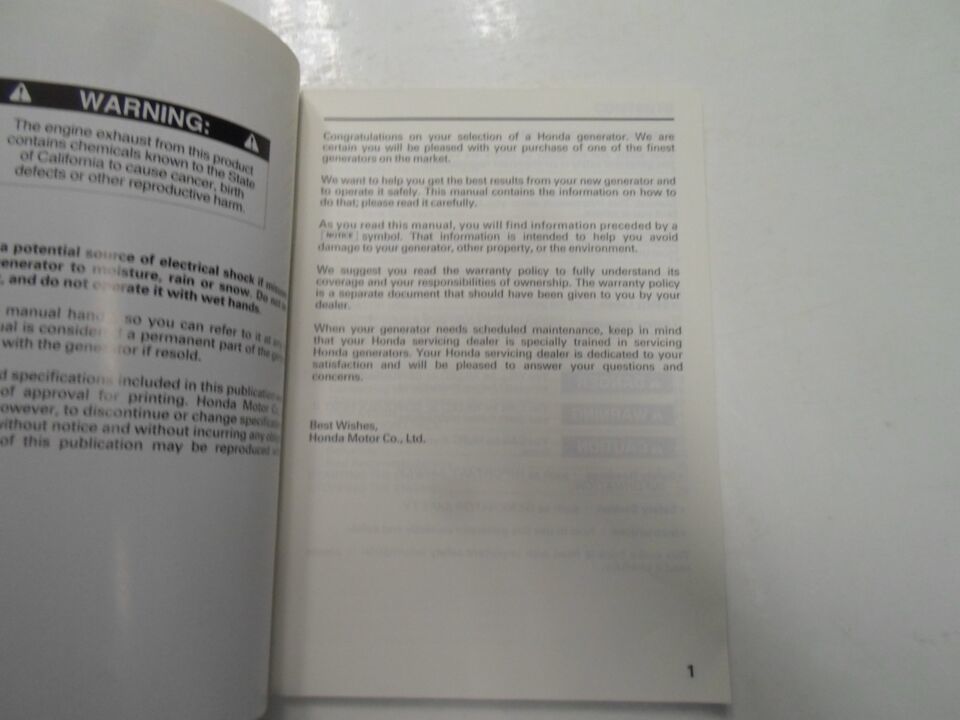 WARNING:
The engine exhaust from this product
contains chemicals known to the State
of California to cause cancer, birth
defects or other reproductive harm.
a potential source of electrical shock if
enerator to moisture, rain or snow. Do not
, and do not operate it with wet hands.
manual handy so you can refer to it at
ual is considered a permanent part of the
with the generator if resold.
d specifications included in this publication
of approval for printing. Honda Motor Co.
owever, to discontinue or change
without notice and without incurring any
of this publication may be reproduced
Congratulations on your selection of a Honda generator. We are
certain you will be pleased with your purchase of one of the finest
generators on the market.
We want to help you get the best results from your new generator and
to operate it safely. This manual contains the information on how to
do that; please read it carefully.
As you read this manual, you will find information preceded by a
NOTICE symbol. That information is intended to help you avoid
damage to your generator, other property, or the environment.
We suggest you read the warranty policy to fully understand its
coverage and your responsibilities of ownership. The warranty policy
is a separate document that should have been given to you by your
dealer.
When your generator needs scheduled maintenance, keep in mind
that your Honda servicing dealer is specially trained in servicing
Honda generators. Your Honda servicing dealer is dedicated to your
satisfaction and will be pleased to answer your questions and
concerns.
Best Wishes,
Honda Motor Co., Ltd.
1